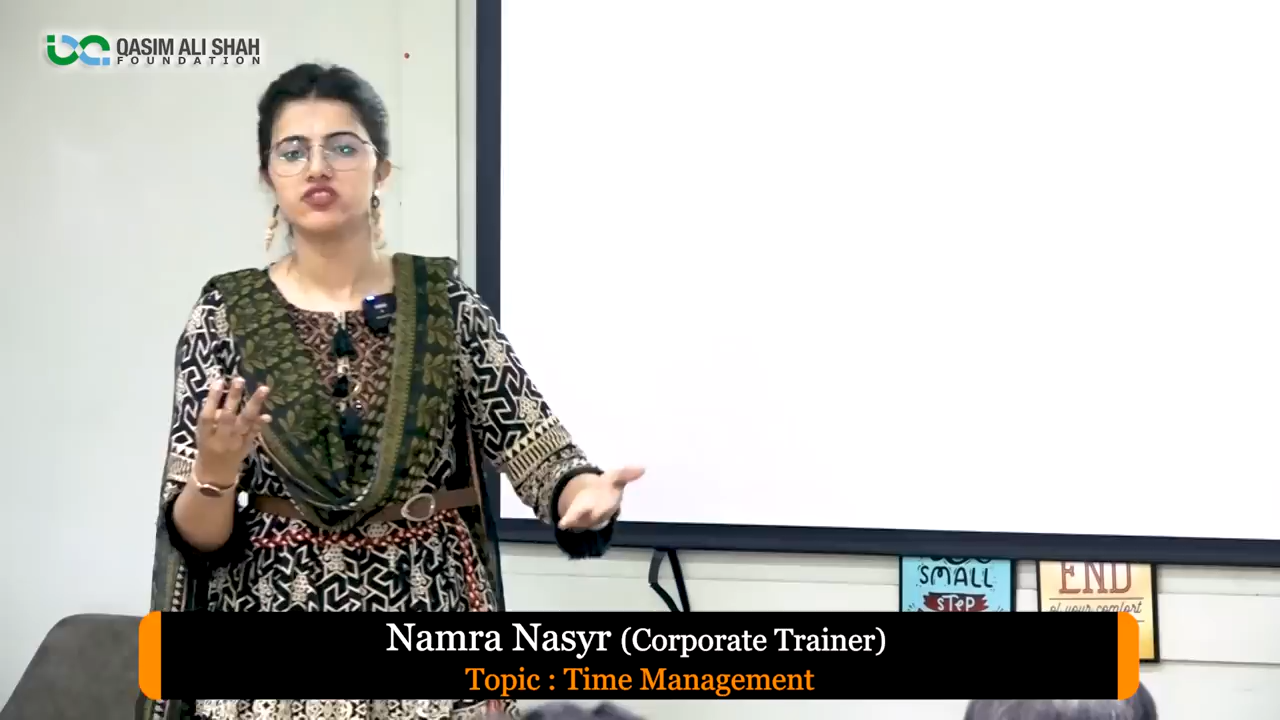 QASIM ALI SHAH
FOUNDATION
SMALL
STEP
END
of your comfort
Namra Nasyr (Corporate Trainer)
Topic : Time Management